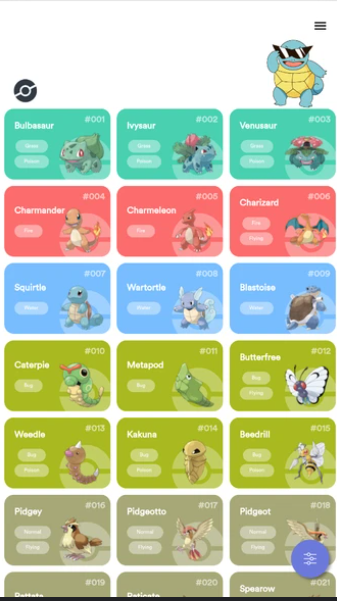 #001 #002 #003
Bulbasaur Ivysaur Venusaur
Grass Grass Grass
Poison Poison Poison
#004 #005 #006
Charmander Charmeleon Charizard
Fire Fire Fire
Flying
#007 #008 #009
Squirtle Wartortle Blastoise
Water Water Water
#010 #011 #012
Caterpie Metapod Butterfree
Bug Bug Bug
Flying
#013 #014 #015
Weedle Kakuna Beedrill
Bug Bug Bug
Poison Poison Poison
#016 #017 #018
Pidgey Pidgeotto Pidgeot
Normal Normal Normal
Flying Flying Flying
#019 #020 #021
Rattata Raticate Spearow